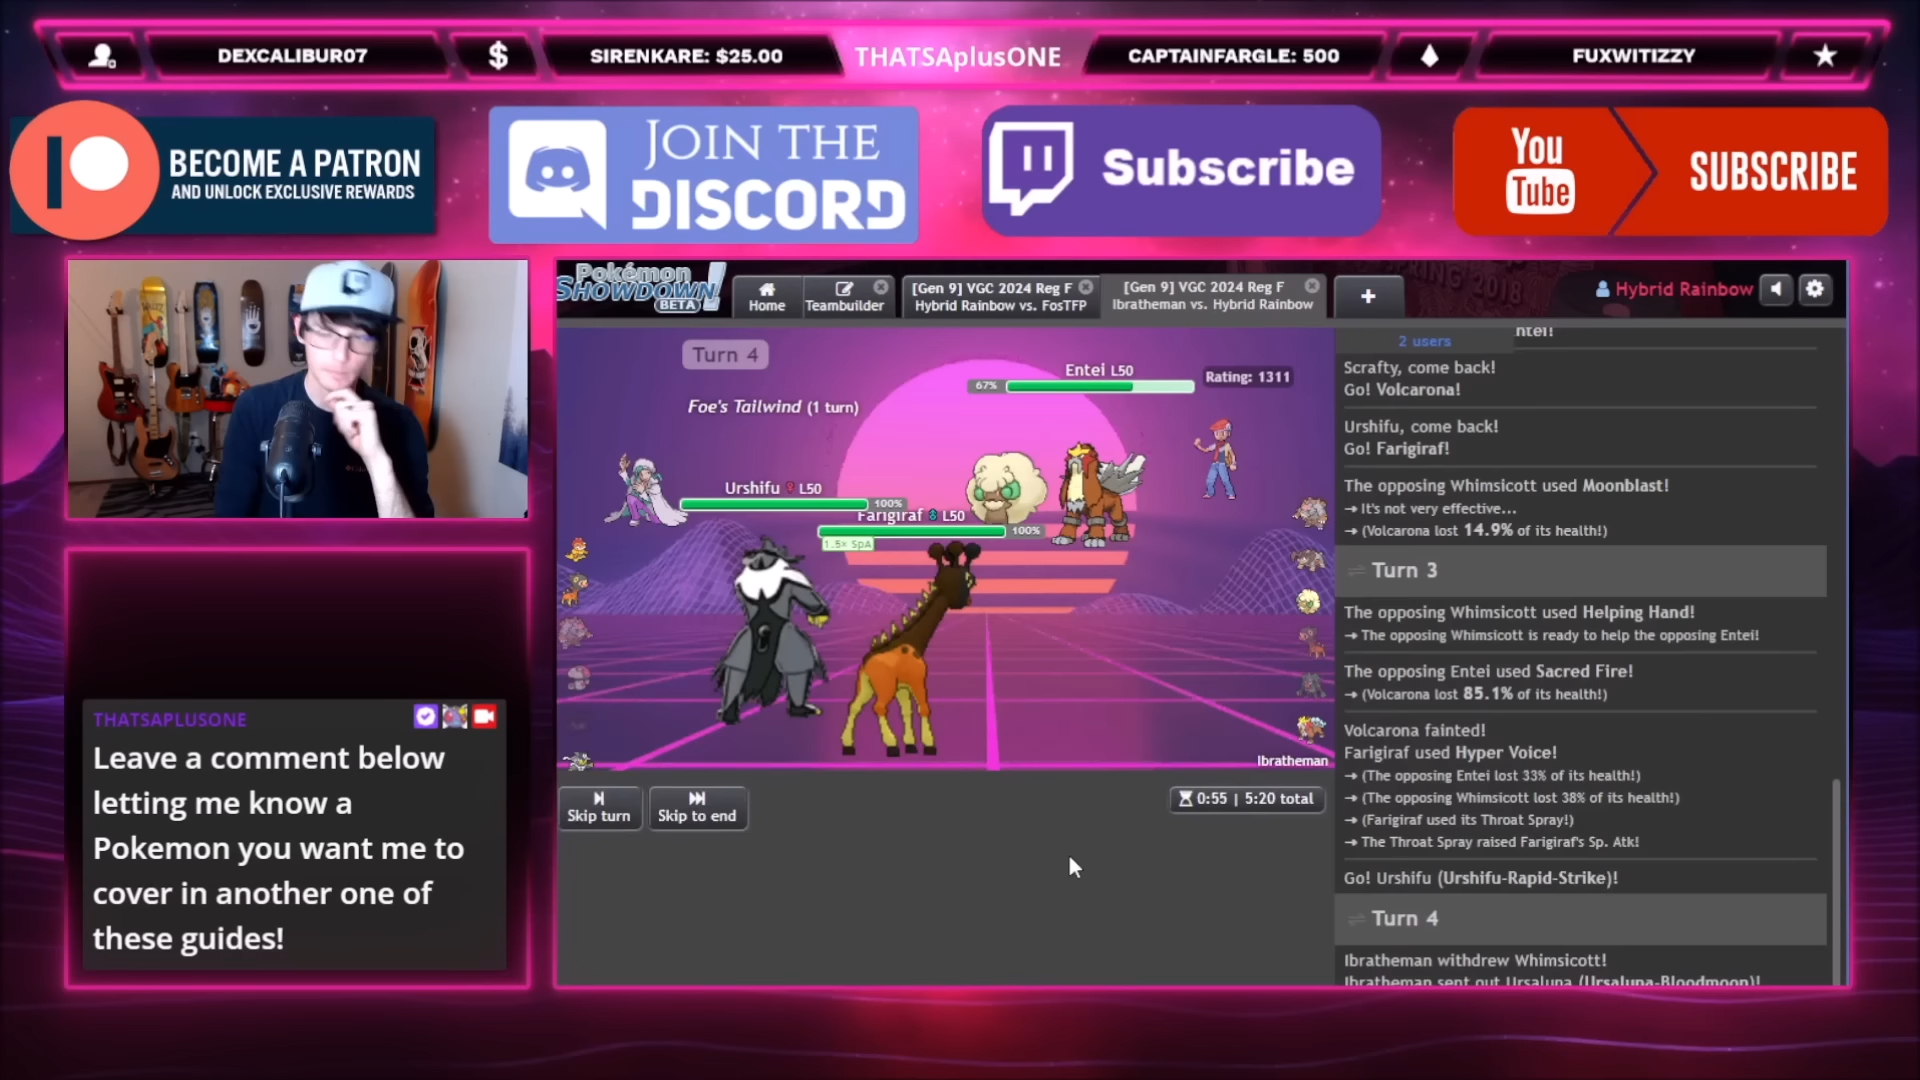 DEXCALIBUR07
$
SIRENKARE: $25.00
THATSAplusONE
CAPTAINFARGLE: 500
FUXWITIZZY
BECOME A PATRON
AND UNLOCK EXCLUSIVE REWARDS
JOIN THE
DISCORD
Subscribe
You
Tube
SUBSCRIBE
Pokémon
SHOWDOWN!
BETA
Home
Teambuilder
[Gen 9] VGC 2024 Reg F
Hybrid Rainbow vs. FosTFP
[Gen 9] VGC 2024 Reg F
Ibratheman vs. Hybrid Rainbow
+
SPRING 2018
Hybrid Rainbow
Turn 4
Foe's Tailwind (1 turn)
Entei L50
67%
Rating: 1311
Urshifu L50
100%
Farigiraf L50
100%
1.5× SpA
Ibratheman
Skip turn
Skip to end
0:55 | 5:20 total
2 users
ntei!
Scrafty, come back!
Go! Volcarona!
Urshifu, come back!
Go! Farigiraf!
The opposing Whimsicott used Moonblast!
→ It's not very effective...
→ (Volcarona lost 14.9% of its health!)
Turn 3
The opposing Whimsicott used Helping Hand!
→ The opposing Whimsicott is ready to help the opposing Entei!
The opposing Entei used Sacred Fire!
→ (Volcarona lost 85.1% of its health!)
Volcarona fainted!
Farigiraf used Hyper Voice!
→ (The opposing Entei lost 33% of its health!)
→ (The opposing Whimsicott lost 38% of its health!)
→ (Farigiraf used its Throat Spray!)
→ The Throat Spray raised Farigiraf's Sp. Atk!
Go! Urshifu (Urshifu-Rapid-Strike)!
Turn 4
Ibratheman withdrew Whimsicott!
Ibratheman sent out Ursaluna (Ursaluna-Bloodmoon)!
THATSAPLUSONE
Leave a comment below
letting me know a
Pokemon you want me to
cover in another one of
these guides!